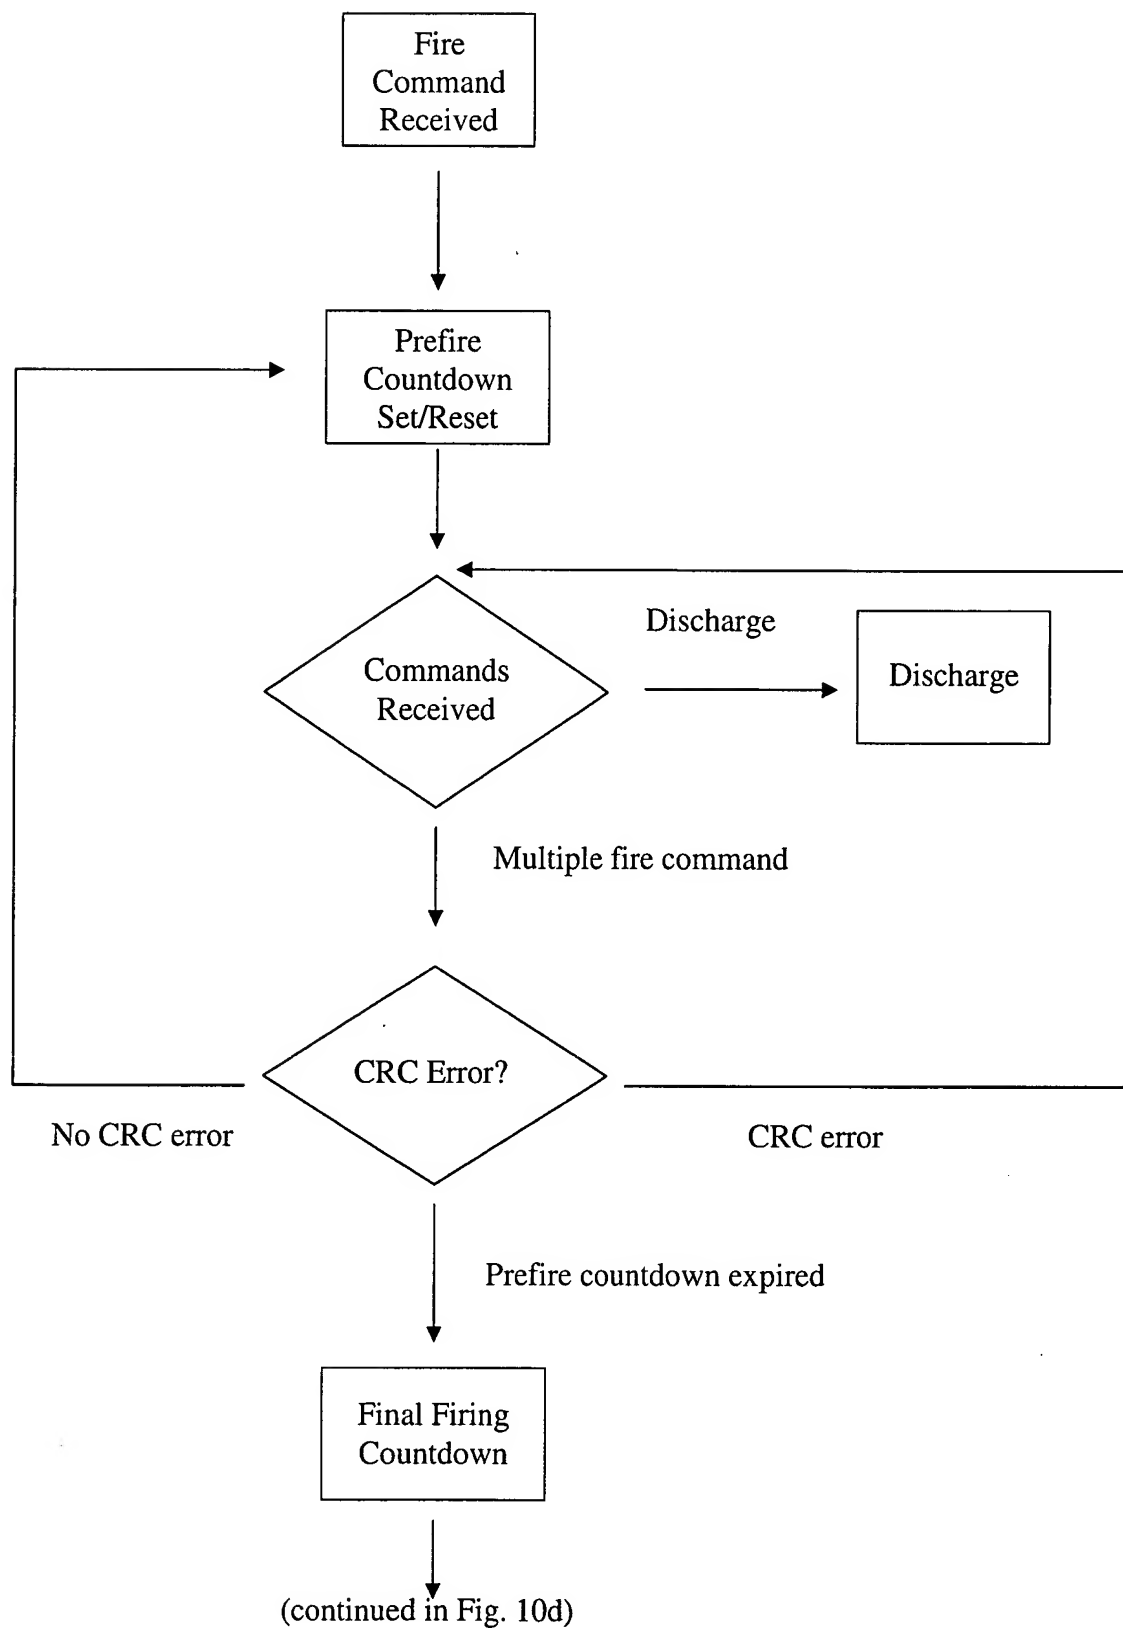 Fire
Command
Received
Prefire
Countdown
Set/Reset
Discharge
Commands
Received
Discharge
Multiple fire command
CRC Error?
No CRC error
CRC error
Prefire countdown expired
Final Firing
Countdown
(continued in Fig. 10d)